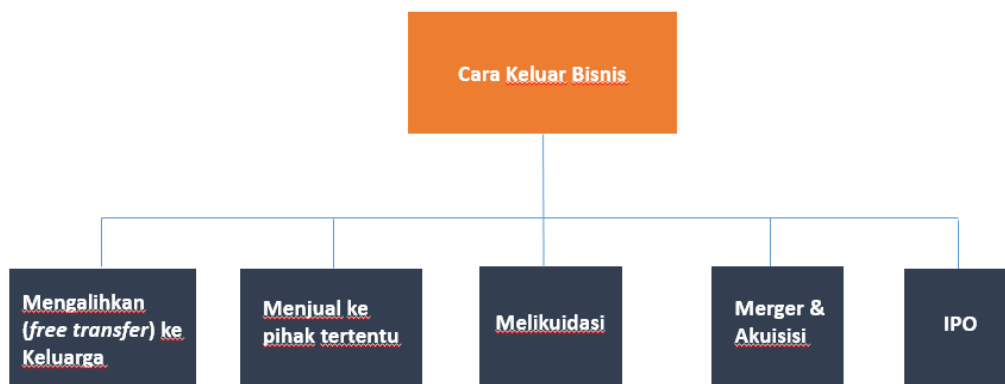 Cara Keluar Bisnis
Mengalihkan
(free transfer) ke
Keluarga
Menjual ke
pihak tertentu
Melikuidasi
Merger &
Akuisisi
IPO